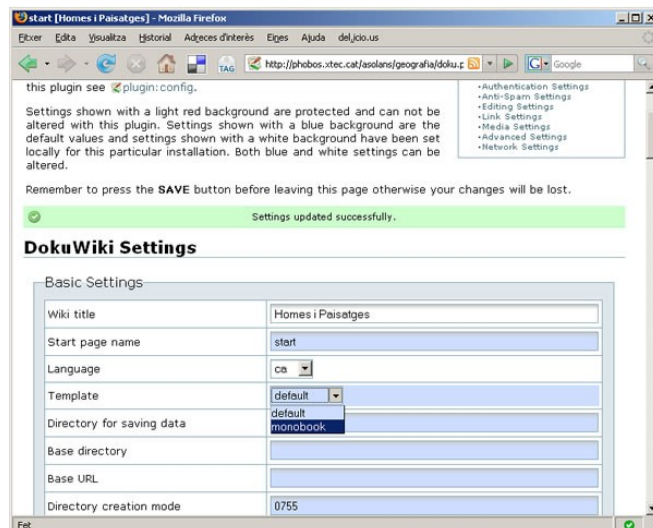 start [Homes i Paisatges] - Mozilla Firefox
Fitxer Edita Visualitza Historial Adreces d'interès Eines Ajuda del.icio.us
TAG http://phobos.xtec.cat/asolans/geografia/doku.p G Google
this plugin see plugin:config.
Settings shown with a light red background are protected and can not be
altered with this plugin. Settings shown with a blue background are the
default values and settings shown with a white background have been set
locally for this particular installation. Both blue and white settings can be
altered.
•Authentication Settings
•Anti-Spam Settings
•Editing Settings
•Link Settings
•Media Settings
•Advanced Settings
•Network Settings
Remember to press the SAVE button before leaving this page otherwise your changes will be lost.
Settings updated successfully.
DokuWiki Settings
Basic Settings
Wiki title Homes i Paisatges
Start page name start
Language ca
Template default
default
monobook
Directory for saving data
Base directory
Base URL
Directory creation mode 0755
Fet